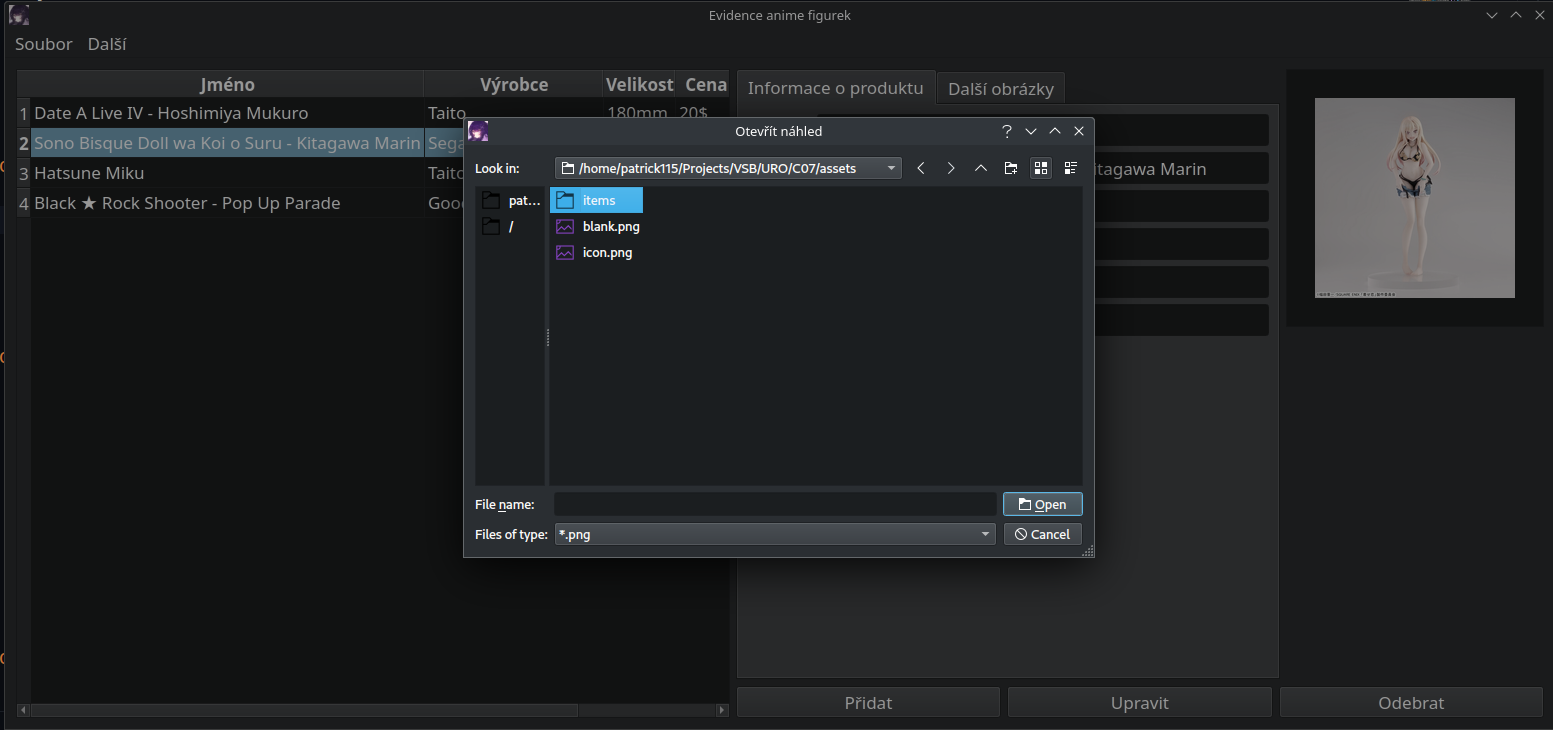 Evidence anime figurek
Soubor Další
Jméno Výrobce Velikost Cena
1 Date A Live IV - Hoshimiya Mukuro Taito 180mm 20$
2 Sono Bisque Doll wa Koi o Suru - Kitagawa Marin Sega
3 Hatsune Miku Taito
4 Black ★ Rock Shooter - Pop Up Parade Goo
Informace o produktu Další obrázky
itagawa Marin
Otevřít náhled
?
Look in: /home/patrick115/Projects/VSB/URO/C07/assets
pat...
/
items
blank.png
icon.png
File name:
Open
Files of type: *.png
Cancel
Přidat Upravit Odebrat